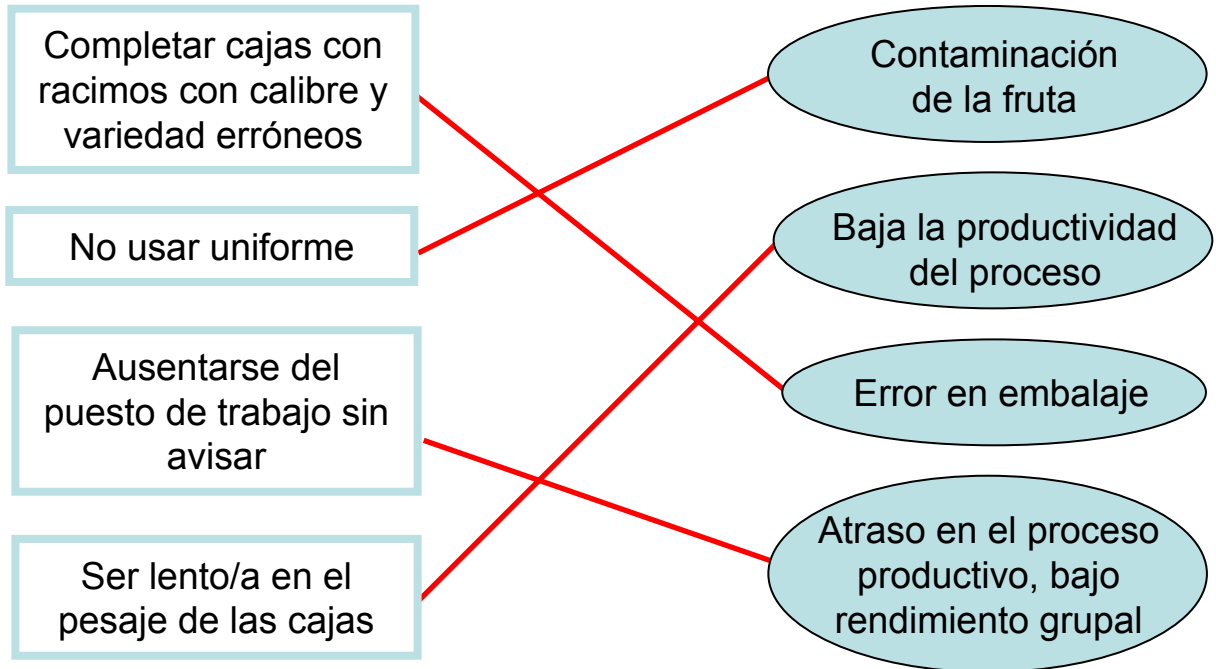 Completar cajas con
racimos con calibre y
variedad erróneos
No usar uniforme
Ausentarse del
puesto de trabajo sin
avisar
Ser lento/a en el
pesaje de las cajas
Contaminación
de la fruta
Baja la productividad
del proceso
Error en embalaje
Atraso en el proceso
productivo, bajo
rendimiento grupal